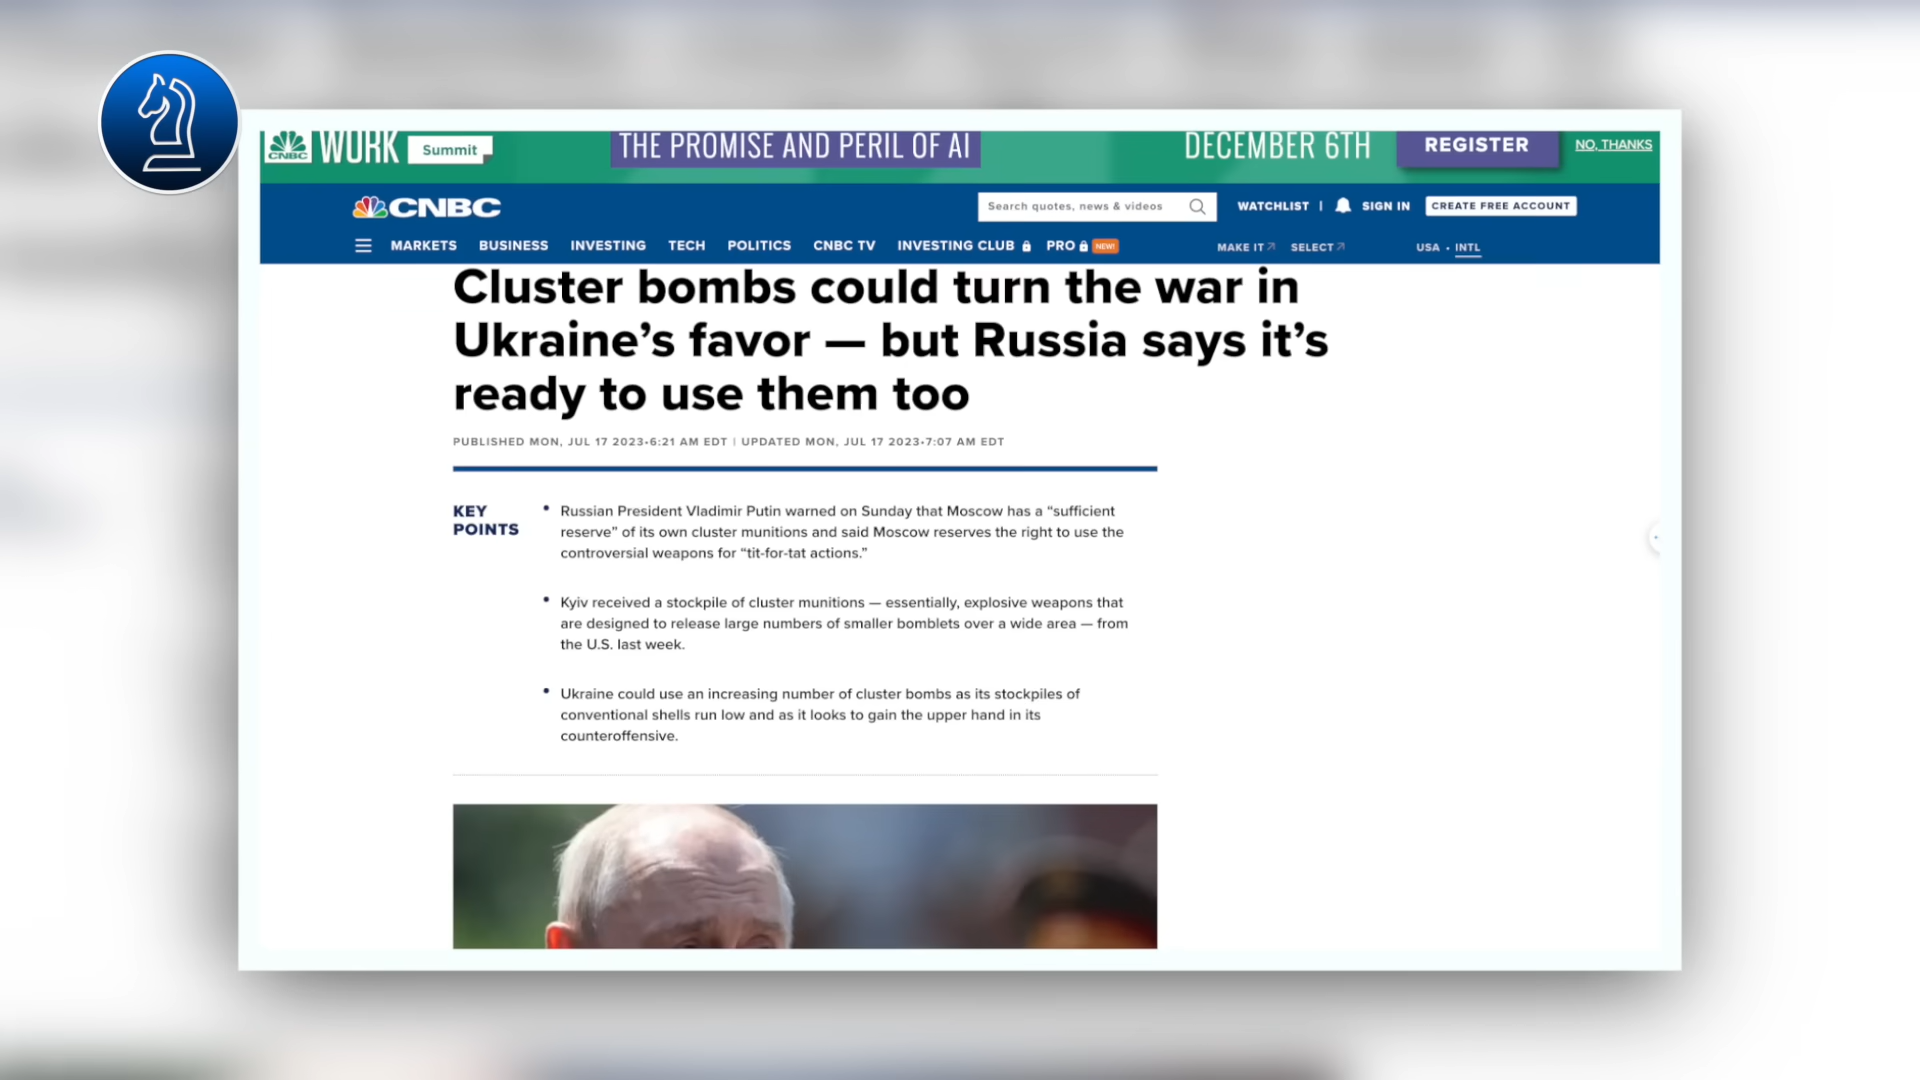 CNBC WORK Summit
THE PROMISE AND PERIL OF AI
DECEMBER 6TH
REGISTER
NO, THANKS
CNBC
Search quotes, news & videos
WATCHLIST |
SIGN IN
CREATE FREE ACCOUNT
MARKETS BUSINESS INVESTING TECH POLITICS CNBC TV INVESTING CLUB PRO NEW!
MAKE IT SELECT
USA • INTL
Cluster bombs could turn the war in
Ukraine’s favor — but Russia says it’s
ready to use them too
PUBLISHED MON, JUL 17 2023•6:21 AM EDT | UPDATED MON, JUL 17 2023•7:07 AM EDT
KEY
POINTS
• Russian President Vladimir Putin warned on Sunday that Moscow has a “sufficient
reserve” of its own cluster munitions and said Moscow reserves the right to use the
controversial weapons for “tit-for-tat actions.”
• Kyiv received a stockpile of cluster munitions — essentially, explosive weapons that
are designed to release large numbers of smaller bomblets over a wide area — from
the U.S. last week.
• Ukraine could use an increasing number of cluster bombs as its stockpiles of
conventional shells run low and as it looks to gain the upper hand in its
counteroffensive.